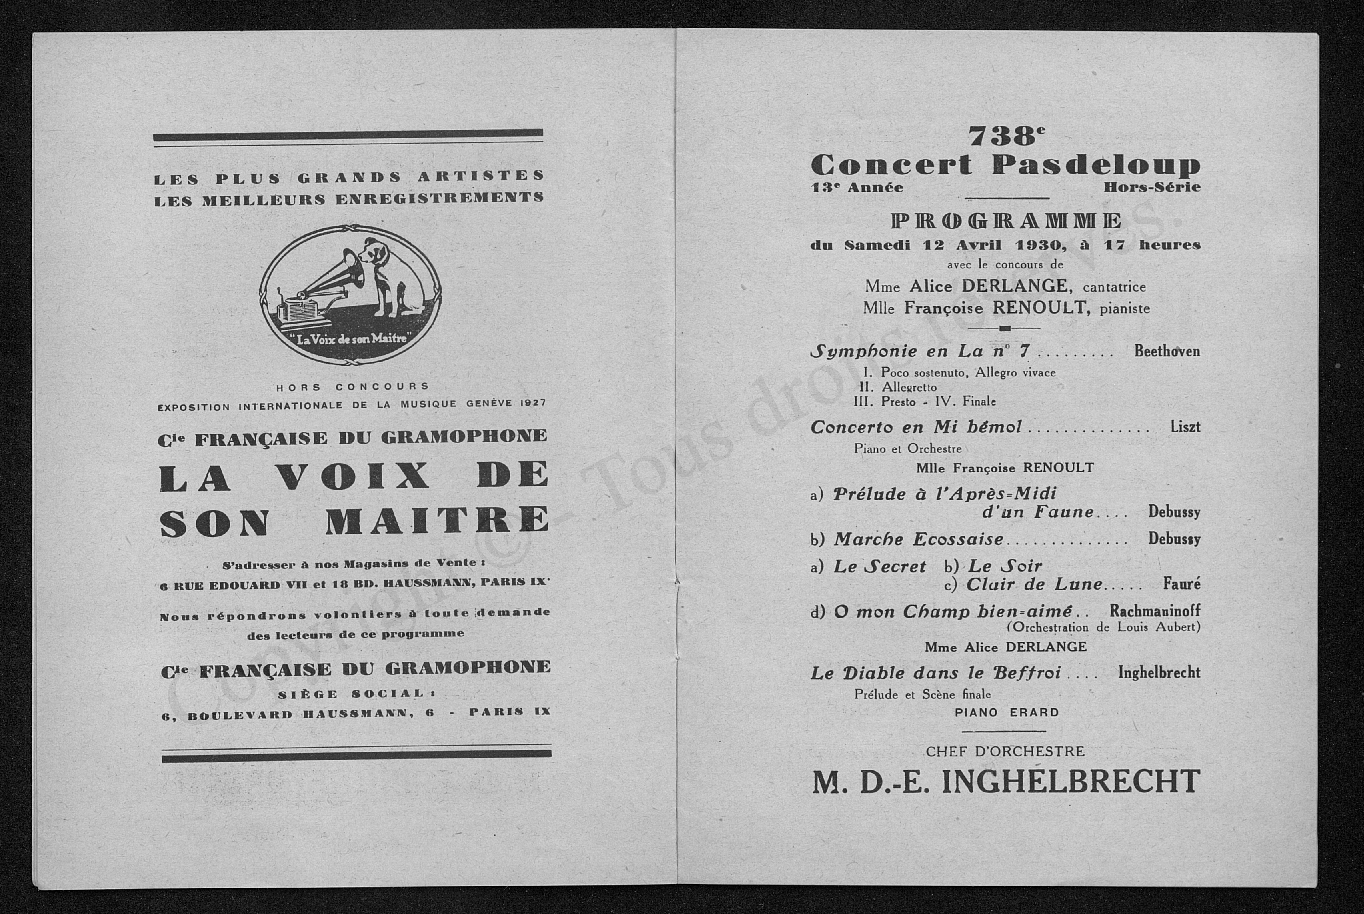 LES PLUS GRANDS ARTISTES
LES MEILLEURS ENREGISTREMENTS
"La Voix de son Maitre"
HORS CONCOURS
EXPOSITION INTERNATIONALE DE LA MUSIQUE GENÈVE 1927
Cie FRANÇAISE DU GRAMOPHONE
LA VOIX DE
SON MAITRE
S'adresser à nos Magasins de Vente :
6 RUE EDOUARD VII et 18 BD. HAUSSMANN, PARIS IX'
Nous répondrons volontiers à toute demande
des lecteurs de ce programme
Cie FRANÇAISE DU GRAMOPHONE
SIÈGE SOCIAL :
6, BOULEVARD HAUSSMANN, 6 - PARIS IX
738e
Concert Pasdeloup
13e Année Hors-Série
PROGRAMME
du Samedi 12 Avril 1930, à 17 heures
avec le concours de
Mme Alice DERLANGE, cantatrice
Mlle Françoise RENOULT, pianiste
Symphonie en La n° 7 ......... Beethoven
I. Poco sostenuto, Allegro vivace
II. Allegretto
III. Presto - IV. Finale
Concerto en Mi bémol .............. Liszt
Piano et Orchestre
Mlle Françoise RENOULT
a) Prélude à l'Après-Midi
d'un Faune.... Debussy
b) Marche Ecossaise.............. Debussy
a) Le Secret b) Le Soir
c) Clair de Lune..... Fauré
d) O mon Champ bien-aimé.. Rachmaninoff
(Orchestration de Louis Aubert)
Mme Alice DERLANGE
Le Diable dans le Beffroi .... Inghelbrecht
Prélude et Scène finale
PIANO ERARD
CHEF D'ORCHESTRE
M. D.-E. INGHELBRECHT
Copyright © - Tous droits réservés.